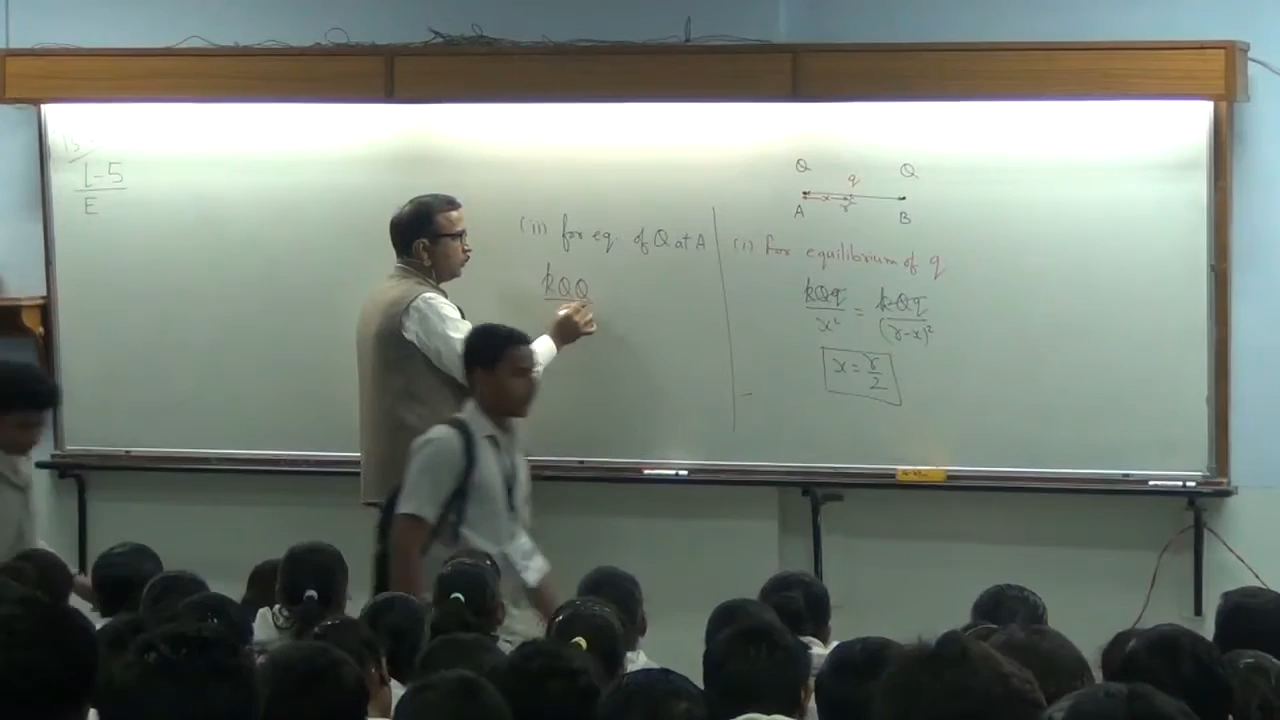 L-5
E
(ii) for eq. of Q at A
kQQ
Q Q
q
x
r
A B
(i) for equilibrium of q
kQq/x² = kQq/(r-x)²
x = r/2